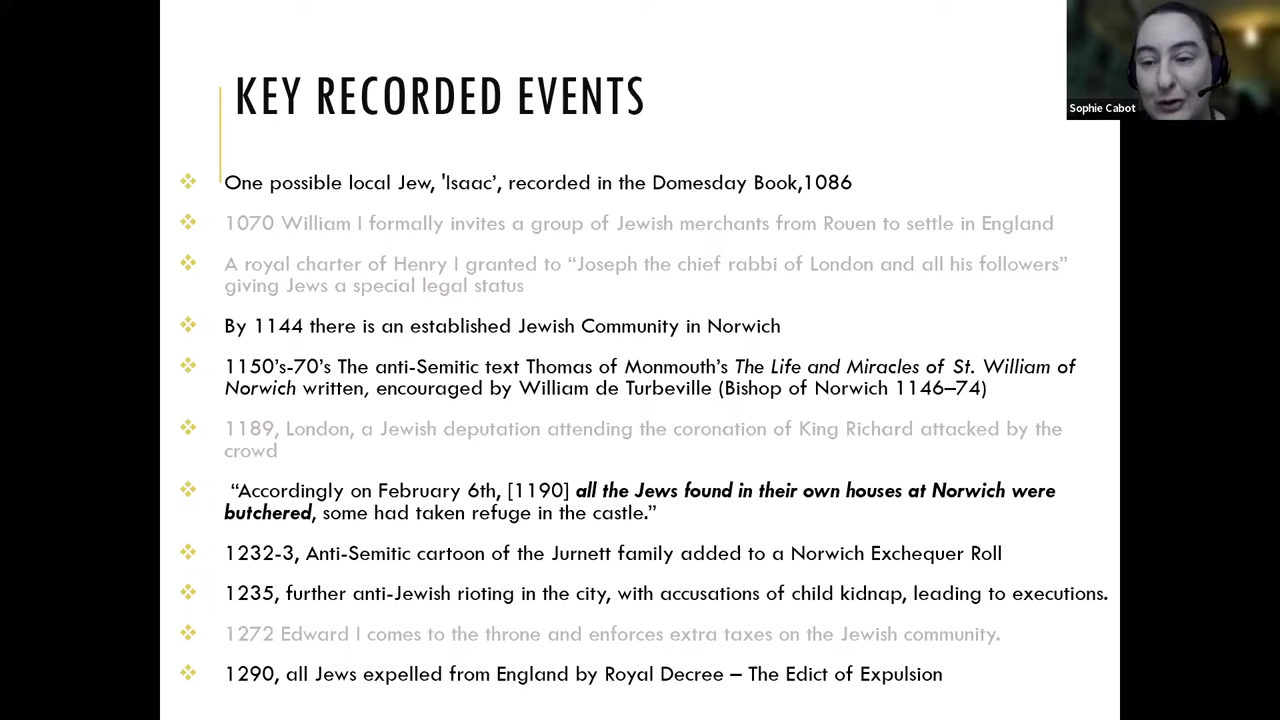 KEY RECORDED EVENTS
Sophie Cabot
One possible local Jew, 'Isaac’, recorded in the Domesday Book,1086
1070 William I formally invites a group of Jewish merchants from Rouen to settle in England
A royal charter of Henry I granted to “Joseph the chief rabbi of London and all his followers”
giving Jews a special legal status
By 1144 there is an established Jewish Community in Norwich
1150’s-70’s The anti-Semitic text Thomas of Monmouth’s The Life and Miracles of St. William of
Norwich written, encouraged by William de Turbeville (Bishop of Norwich 1146–74)
1189, London, a Jewish deputation attending the coronation of King Richard attacked by the
crowd
“Accordingly on February 6th, [1190] all the Jews found in their own houses at Norwich were
butchered, some had taken refuge in the castle.”
1232-3, Anti-Semitic cartoon of the Jurnett family added to a Norwich Exchequer Roll
1235, further anti-Jewish rioting in the city, with accusations of child kidnap, leading to executions.
1272 Edward I comes to the throne and enforces extra taxes on the Jewish community.
1290, all Jews expelled from England by Royal Decree – The Edict of Expulsion